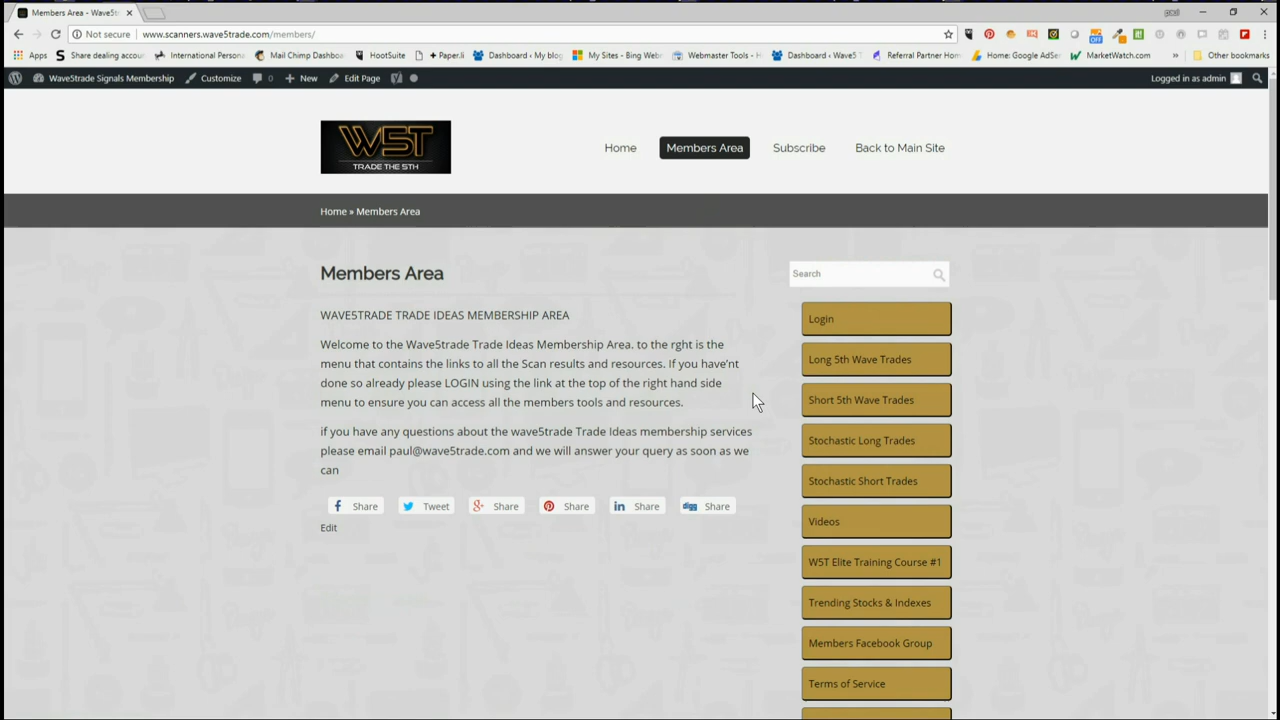 Members Area - Wave5t
Not secure
www.scanners.wave5trade.com/members/
Apps
Share dealing accou
International Persona
Mail Chimp Dashboa
HootSuite
+ Paper.li
Dashboard ‹ My blog
My Sites - Bing Webm
Webmaster Tools - H
Dashboard ‹ Wave5 T
Referral Partner Hom
Home: Google AdSen
MarketWatch.com
»
Other bookmarks
Wave5trade Signals Membership
Customize
0
New
Edit Page
Logged in as admin
W5T
TRADE THE 5TH
Home
Members Area
Subscribe
Back to Main Site
Home » Members Area
Members Area
WAVE5TRADE TRADE IDEAS MEMBERSHIP AREA
Welcome to the Wave5trade Trade Ideas Membership Area. to the rght is the
menu that contains the links to all the Scan results and resources. If you have'nt
done so already please LOGIN using the link at the top of the right hand side
menu to ensure you can access all the members tools and resources.
if you have any questions about the wave5trade Trade Ideas membership services
please email paul@wave5trade.com and we will answer your query as soon as we
can
Share
Tweet
Share
Share
Share
Share
Edit
Search
Login
Long 5th Wave Trades
Short 5th Wave Trades
Stochastic Long Trades
Stochastic Short Trades
Videos
W5T Elite Training Course #1
Trending Stocks & Indexes
Members Facebook Group
Terms of Service